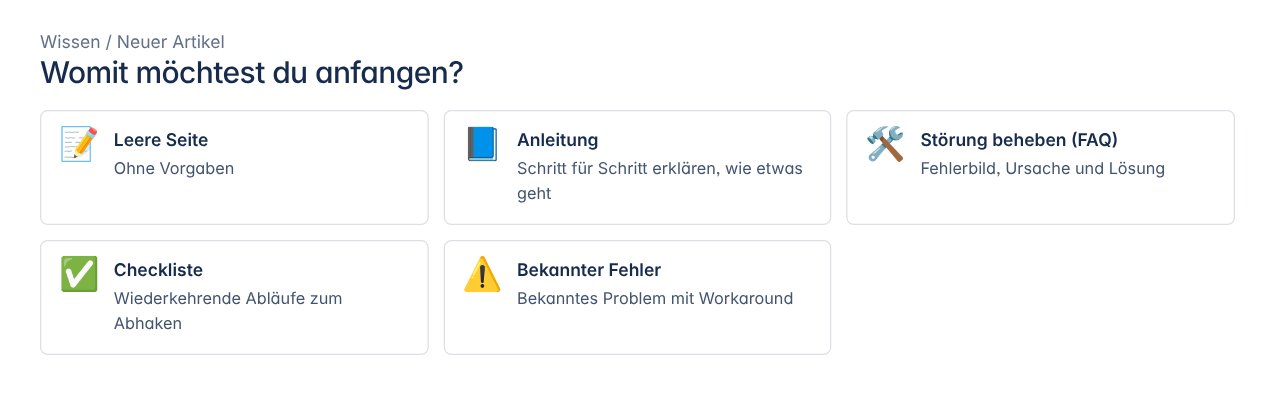 Wissen / Neuer Artikel
Womit möchtest du anfangen?
Leere Seite
Ohne Vorgaben
Anleitung
Schritt für Schritt erklären, wie etwas
geht
Störung beheben (FAQ)
Fehlerbild, Ursache und Lösung
Checkliste
Wiederkehrende Abläufe zum
Abhaken
Bekannter Fehler
Bekanntes Problem mit Workaround